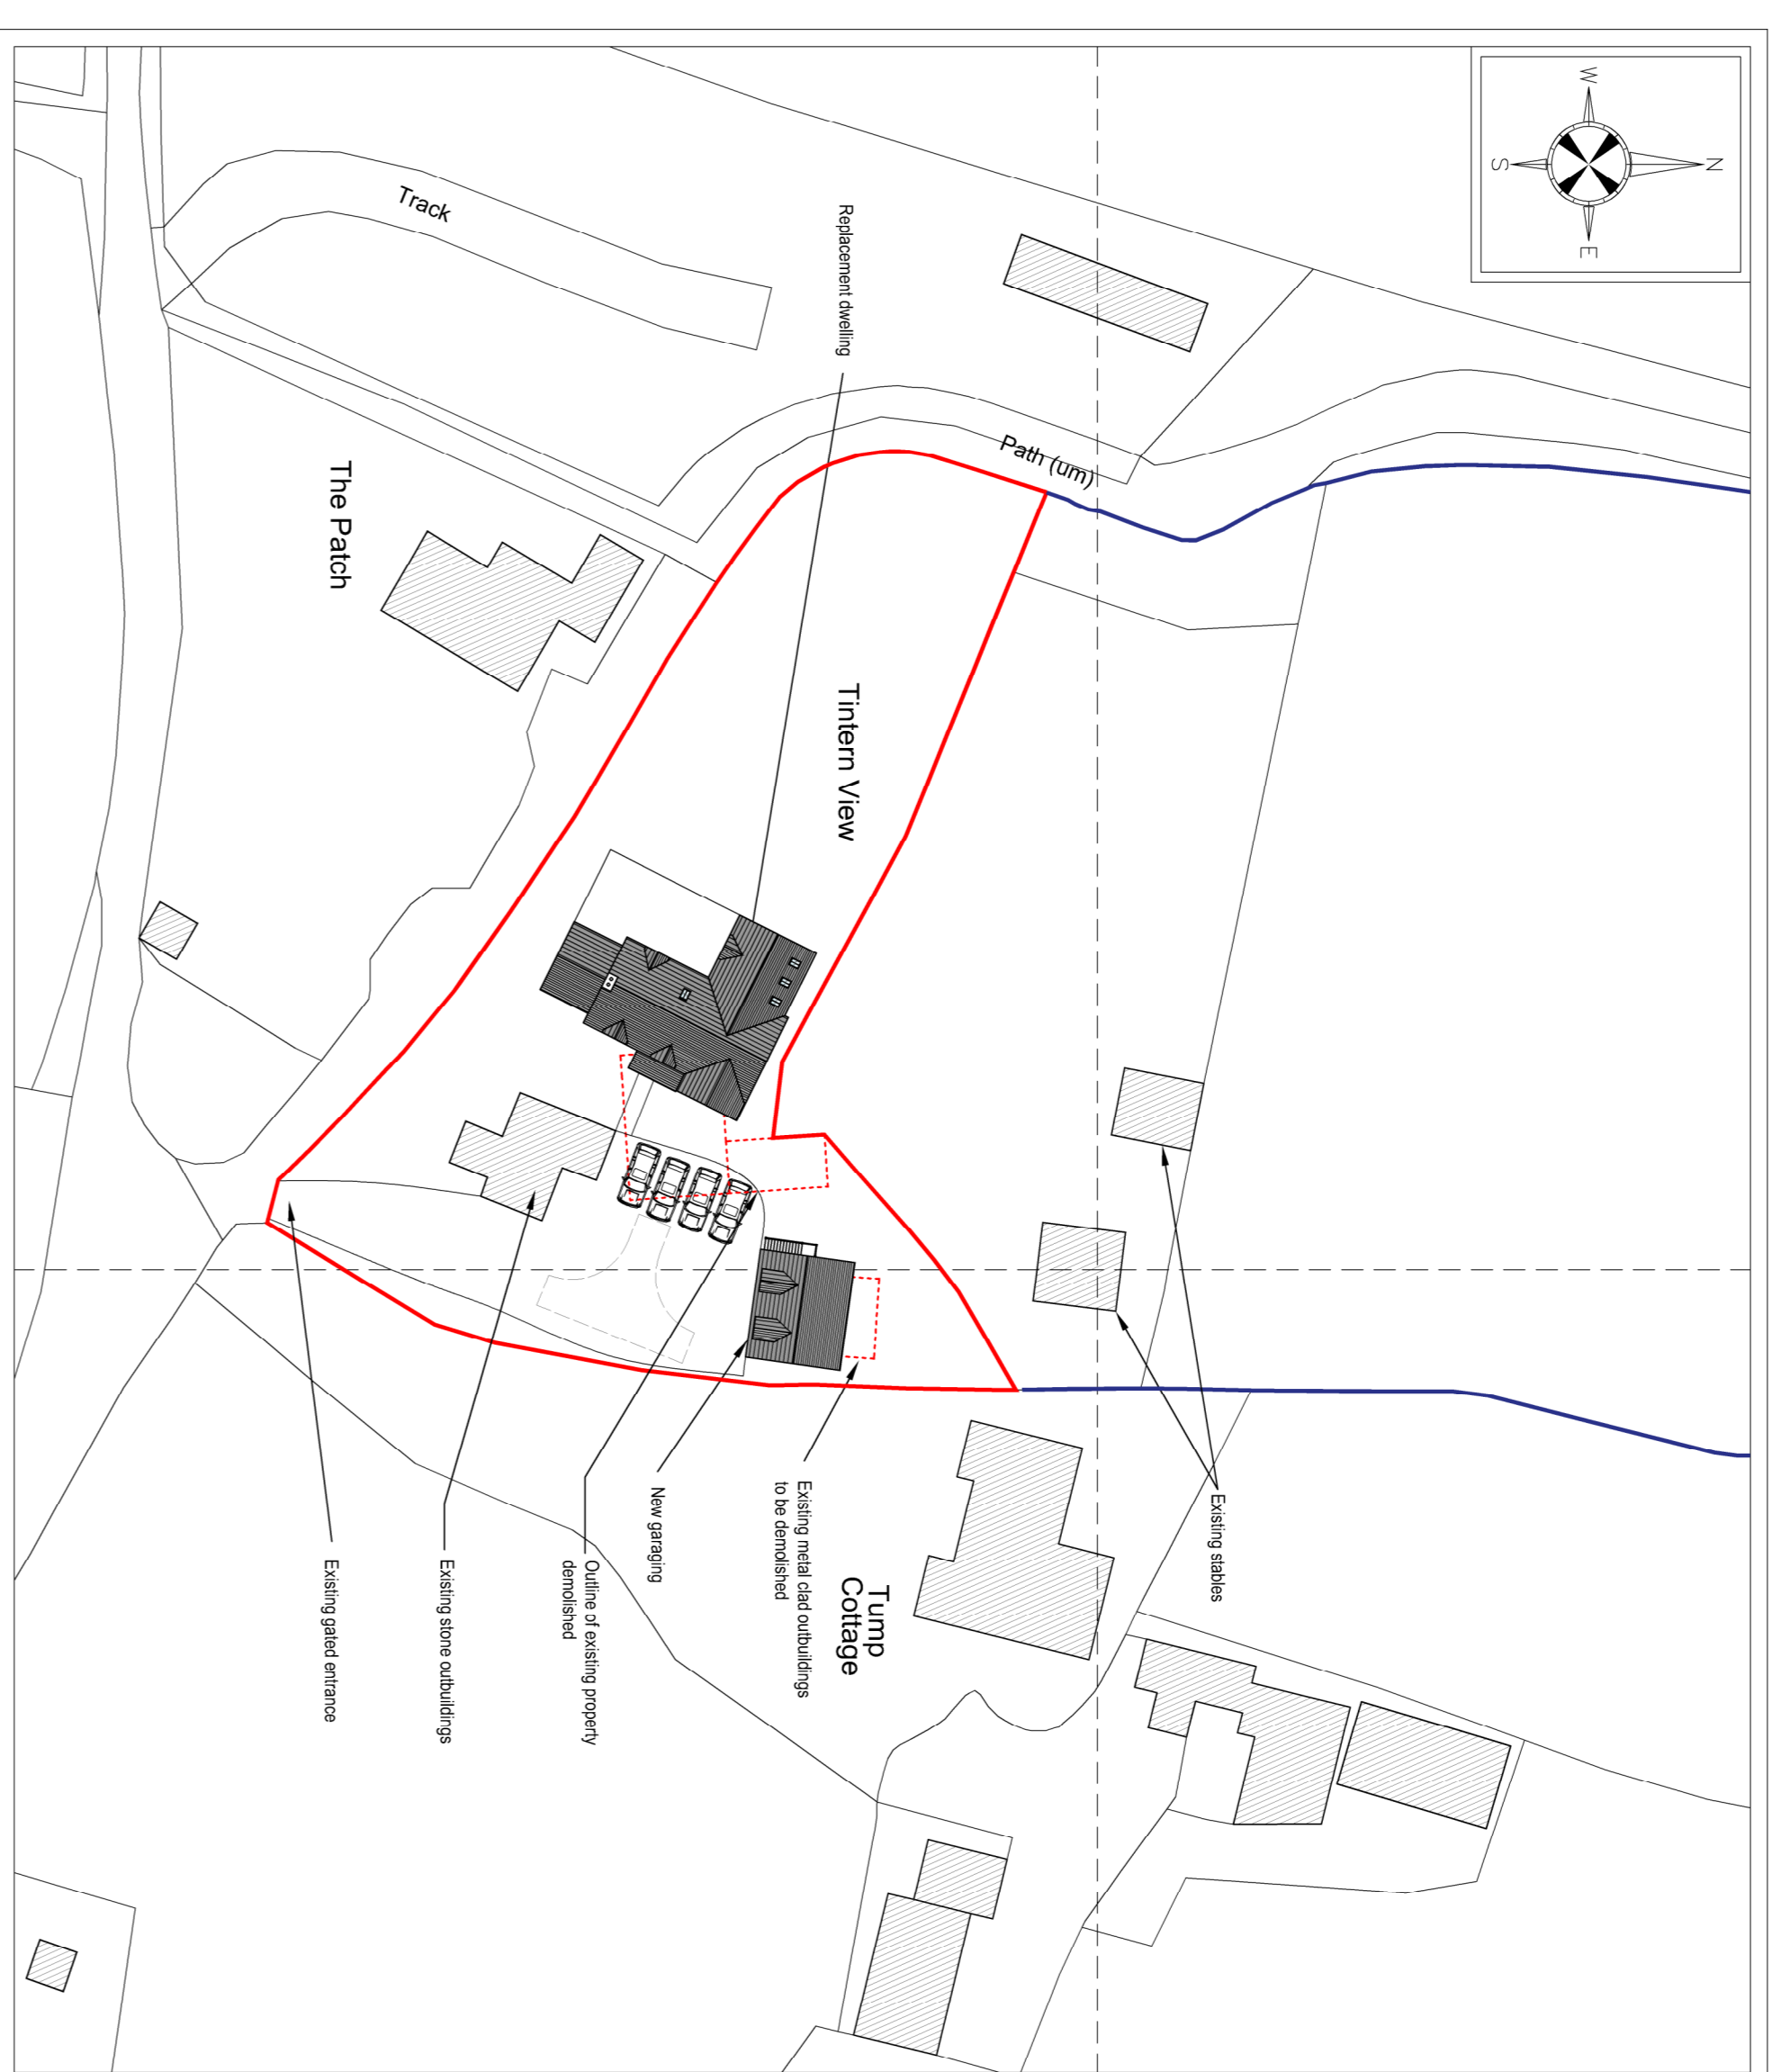 N
W
E
S
Existing stables
Path (um)
Tump
Cottage
Tintern View
Replacement dwelling
Existing metal clad outbuildings
to be demolished
New garaging
Outline of existing property
demolished
Existing stone outbuildings
Track
The Patch
Existing gated entrance